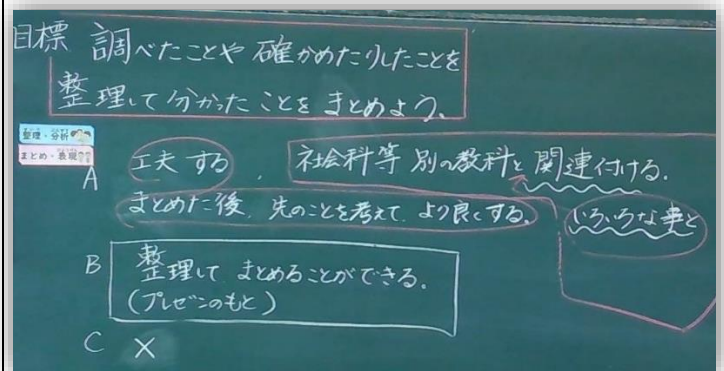 目標 調べたことや確かめたりしたことを
整理して分かったことをまとめよう。
整理・分析
まとめ・表現
A 工夫する、社会科等 別の教科と関連付ける。
まとめた後、先のことを考えて、より良くする。 いろいろな事と
B 整理して まとめることができる。
(プレゼンのもと)
C ×